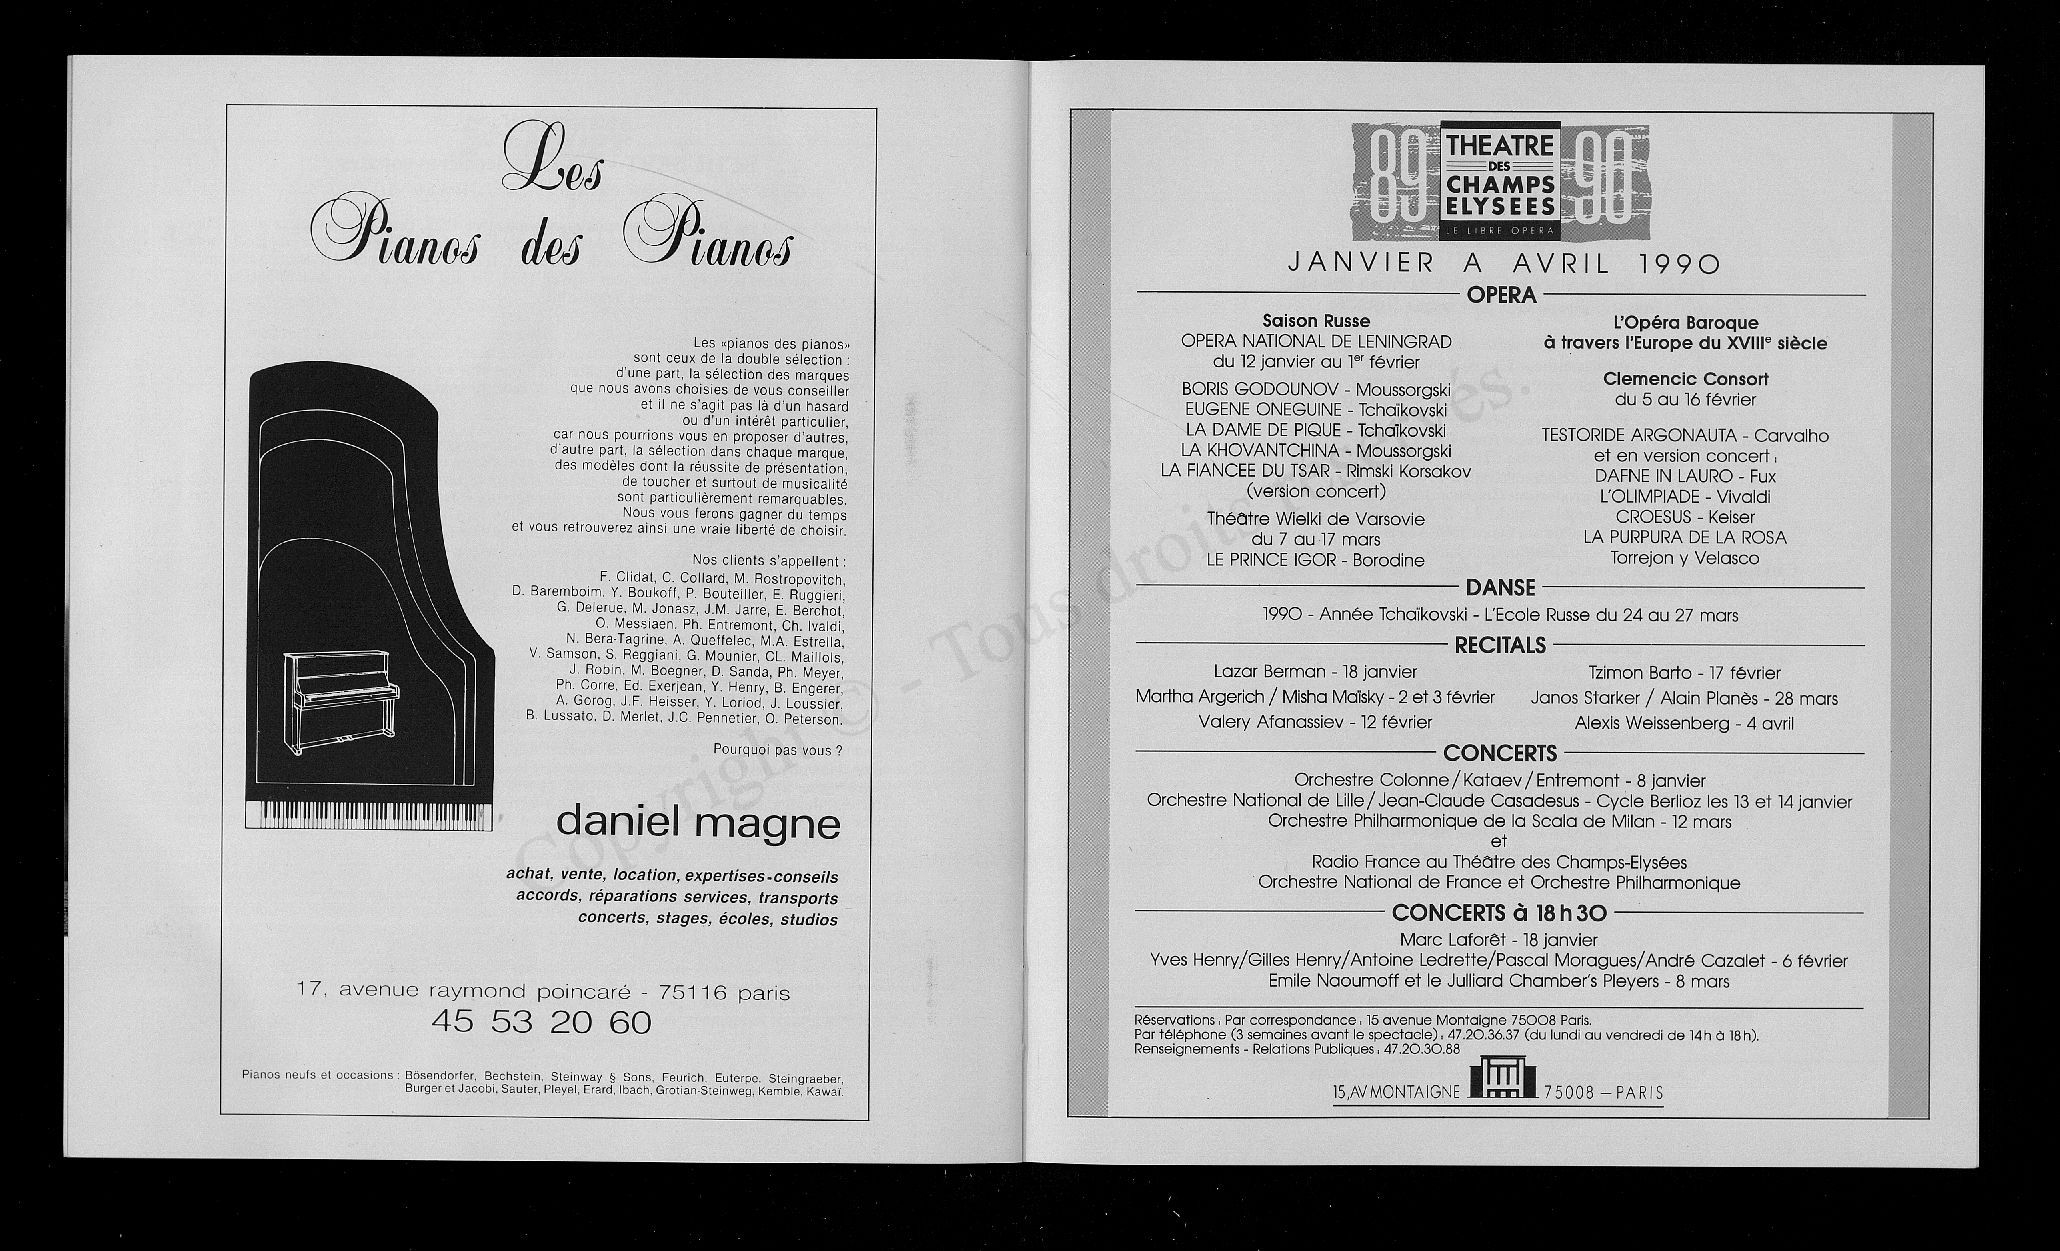 Les
Pianos des Pianos
Les «pianos des pianos»
sont ceux de la double sélection :
d'une part, la sélection des marques
que nous avons choisies de vous conseiller
et il ne s'agit pas là d'un hasard
ou d'un intérêt particulier,
car nous pourrions vous en proposer d'autres,
d'autre part, la sélection dans chaque marque,
des modèles dont la réussite de présentation,
de toucher et surtout de musicalité
sont particulièrement remarquables.
Nous vous ferons gagner du temps
et vous retrouverez ainsi une vraie liberté de choisir.
Nos clients s'appellent :
F. Clidat, C. Collard, M. Rostropovitch,
D. Baremboim, Y. Boukoff, P. Bouteiller, E. Ruggieri,
G. Delerue, M. Jonasz, J.M. Jarre, E. Berchot,
O. Messiaen, Ph. Entremont, Ch. Ivaldi,
N. Bera-Tagrine, A. Queffelec, M.A. Estrella,
V. Samson, S. Reggiani, G. Mounier, CL. Maillols,
J. Robin, M. Boegner, D. Sanda, Ph. Meyer,
Ph. Corre, Ed. Exerjean, Y. Henry, B. Engerer,
A. Gorog, J.F. Heisser, Y. Loriod, J. Loussier,
B. Lussato, D. Merlet, J.C. Pennetier, O. Peterson.
Pourquoi pas vous ?
daniel magne
achat, vente, location, expertises-conseils
accords, réparations services, transports
concerts, stages, écoles, studios
17, avenue raymond poincaré - 75116 paris
45 53 20 60
Pianos neufs et occasions : Bösendorfer, Bechstein, Steinway & Sons, Feurich, Euterpe, Steingraeber,
Burger et Jacobi, Sauter, Pleyel, Erard, Ibach, Grotian-Steinweg, Kemble, Kawaï.
89 THEATRE DES CHAMPS ELYSEES 90
LE LIBRE OPERA
JANVIER A AVRIL 1990
OPERA
Saison Russe
OPERA NATIONAL DE LENINGRAD
du 12 janvier au 1er février
BORIS GODOUNOV - Moussorgski
EUGENE ONEGUINE - Tchaïkovski
LA DAME DE PIQUE - Tchaïkovski
LA KHOVANTCHINA - Moussorgski
LA FIANCEE DU TSAR - Rimski Korsakov
(version concert)
Théâtre Wielki de Varsovie
du 7 au 17 mars
LE PRINCE IGOR - Borodine
L'Opéra Baroque
à travers l'Europe du XVIIIe siècle
Clemencic Consort
du 5 au 16 février
TESTORIDE ARGONAUTA - Carvalho
et en version concert :
DAFNE IN LAURO - Fux
L'OLIMPIADE - Vivaldi
CROESUS - Keiser
LA PURPURA DE LA ROSA
Torrejon y Velasco
DANSE
1990 - Année Tchaïkovski - L'Ecole Russe du 24 au 27 mars
RECITALS
Lazar Berman - 18 janvier
Martha Argerich / Misha Maïsky - 2 et 3 février
Valery Afanassiev - 12 février
Tzimon Barto - 17 février
Janos Starker / Alain Planès - 28 mars
Alexis Weissenberg - 4 avril
CONCERTS
Orchestre Colonne/Kataev/Entremont - 8 janvier
Orchestre National de Lille/Jean-Claude Casadesus - Cycle Berlioz les 13 et 14 janvier
Orchestre Philharmonique de la Scala de Milan - 12 mars
et
Radio France au Théâtre des Champs-Elysées
Orchestre National de France et Orchestre Philharmonique
CONCERTS à 18 h 30
Marc Laforêt - 18 janvier
Yves Henry/Gilles Henry/Antoine Ledrette/Pascal Moragues/André Cazalet - 6 février
Emile Naoumoff et le Julliard Chamber's Pleyers - 8 mars
Réservations : Par correspondance : 15 avenue Montaigne 75008 Paris.
Par téléphone (3 semaines avant le spectacle) : 47.20.36.37 (du lundi au vendredi de 14h à 18h).
Renseignements - Relations Publiques : 47.20.30.88
15, AV MONTAIGNE 75008 – PARIS
Copyright © - Tous droits